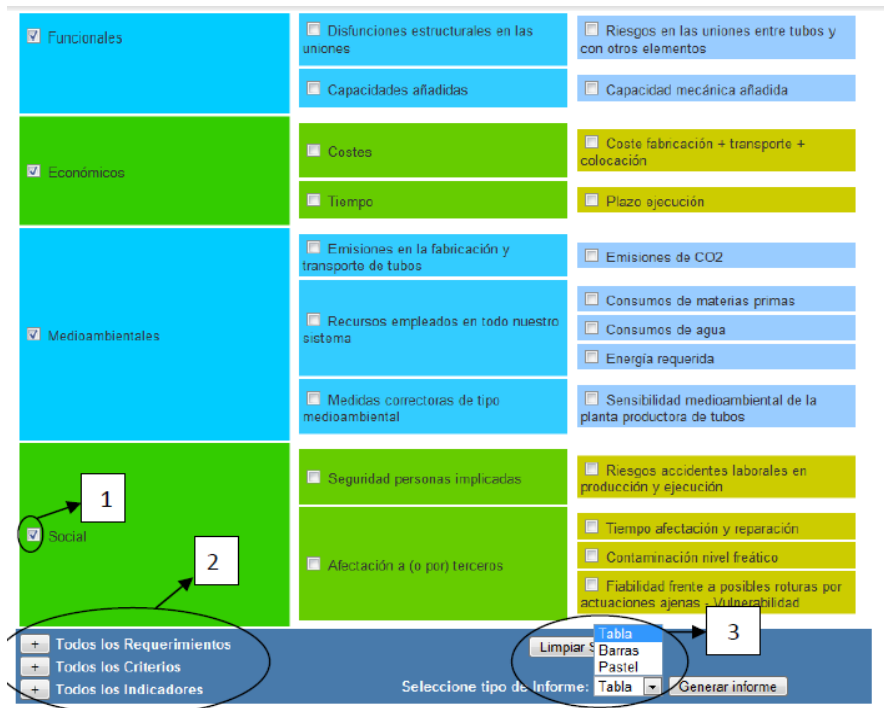 Funcionales
Disfunciones estructurales en las
uniones
Riesgos en las uniones entre tubos y
con otros elementos
Capacidades añadidas
Capacidad mecánica añadida
Económicos
Costes
Coste fabricación + transporte +
colocación
Tiempo
Plazo ejecución
Medioambientales
Emisiones en la fabricación y
transporte de tubos
Emisiones de CO2
Recursos empleados en todo nuestro
sistema
Consumos de materias primas
Consumos de agua
Energía requerida
Medidas correctoras de tipo
medioambiental
Sensibilidad medioambiental de la
planta productora de tubos
1
Social
Seguridad personas implicadas
Riesgos accidentes laborales en
producción y ejecución
2
Afectación a (o por) terceros
Tiempo afectación y reparación
Contaminación nivel freático
Fiabilidad frente a posibles roturas por
actuaciones ajenas - Vulnerabilidad
+ Todos los Requerimientos
+ Todos los Criterios
+ Todos los Indicadores
Limpiar
Tabla
Barras
Pastel
3
Seleccione tipo de Informe: Tabla
Generar informe